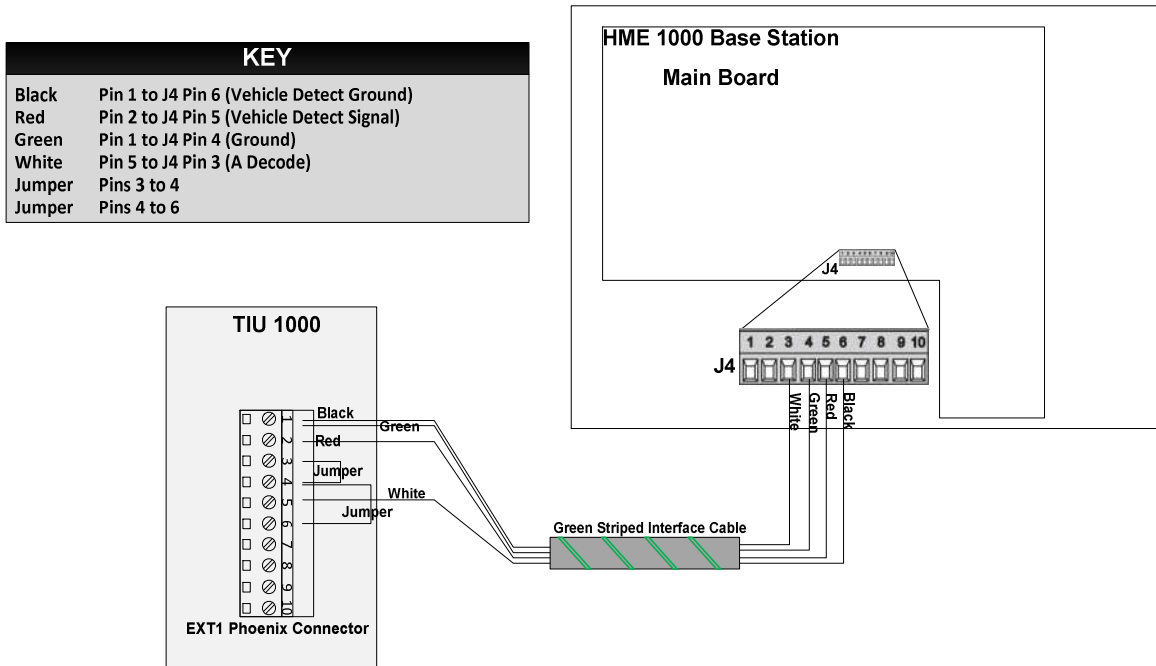 HME 1000 Base Station
Main Board
KEY
Black Pin 1 to J4 Pin 6 (Vehicle Detect Ground)
Red Pin 2 to J4 Pin 5 (Vehicle Detect Signal)
Green Pin 1 to J4 Pin 4 (Ground)
White Pin 5 to J4 Pin 3 (A Decode)
Jumper Pins 3 to 4
Jumper Pins 4 to 6
J4
1 2 3 4 5 6 7 8 9 10
J4
White
Green
Red
Black
TIU 1000
1
2
3
4
5
6
7
8
9
10
Black
Green
Red
Jumper
White
Jumper
Green Striped Interface Cable
EXT1 Phoenix Connector